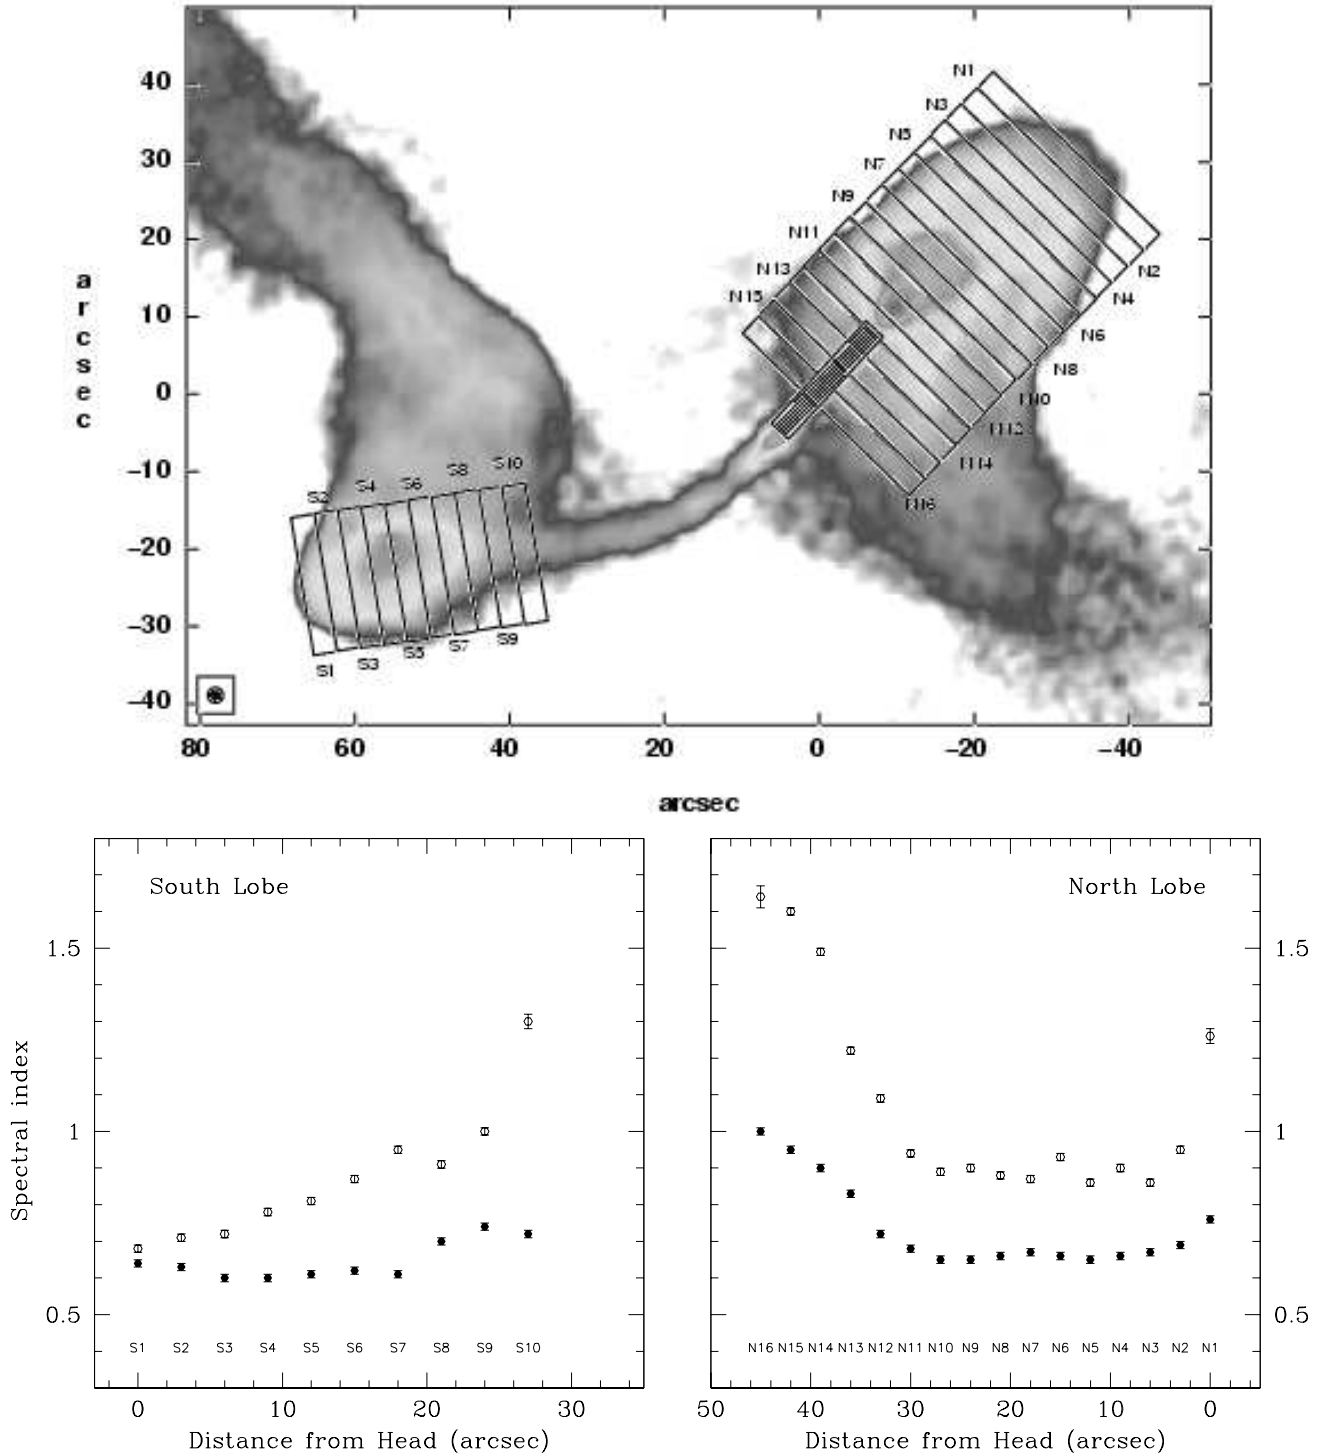 N1
N3
N5
N7
N9
N11
N13
N15
N2
N4
N6
N8
N10
N12
N14
N16
S2
S4
S6
S8
S10
S1
S3
S5
S7
S9
40
30
20
10
0
−10
−20
−30
−40
arcsec
80 60 40 20 0 −20 −40
arcsec
South Lobe
North Lobe
1.5
1
0.5
1.5
1
0.5
Spectral index
S1 S2 S3 S4 S5 S6 S7 S8 S9 S10
N16 N15 N14 N13 N12 N11 N10 N9 N8 N7 N6 N5 N4 N3 N2 N1
0 10 20 30
50 40 30 20 10 0
Distance from Head (arcsec)
Distance from Head (arcsec)